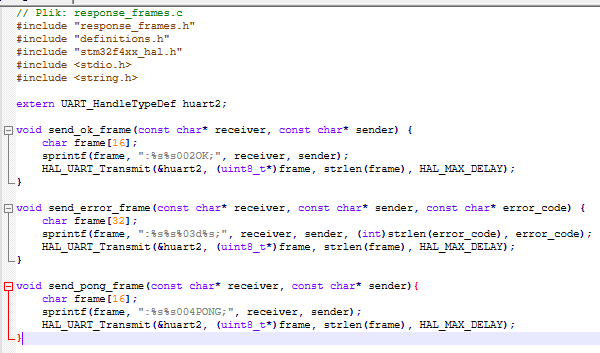 // Plik: response_frames.c
#include "response_frames.h"
#include "definitions.h"
#include "stm32f4xx_hal.h"
#include <stdio.h>
#include <string.h>
extern UART_HandleTypeDef huart2;
void send_ok_frame(const char* receiver, const char* sender) {
char frame[16];
sprintf(frame, ":%s%s002OK;", receiver, sender);
HAL_UART_Transmit(&huart2, (uint8_t*)frame, strlen(frame), HAL_MAX_DELAY);
}
void send_error_frame(const char* receiver, const char* sender, const char* error_code) {
char frame[32];
sprintf(frame, ":%s%s%03d%s;", receiver, sender, (int)strlen(error_code), error_code);
HAL_UART_Transmit(&huart2, (uint8_t*)frame, strlen(frame), HAL_MAX_DELAY);
}
void send_pong_frame(const char* receiver, const char* sender){
char frame[16];
sprintf(frame, ":%s%s004PONG;", receiver, sender);
HAL_UART_Transmit(&huart2, (uint8_t*)frame, strlen(frame), HAL_MAX_DELAY);
}